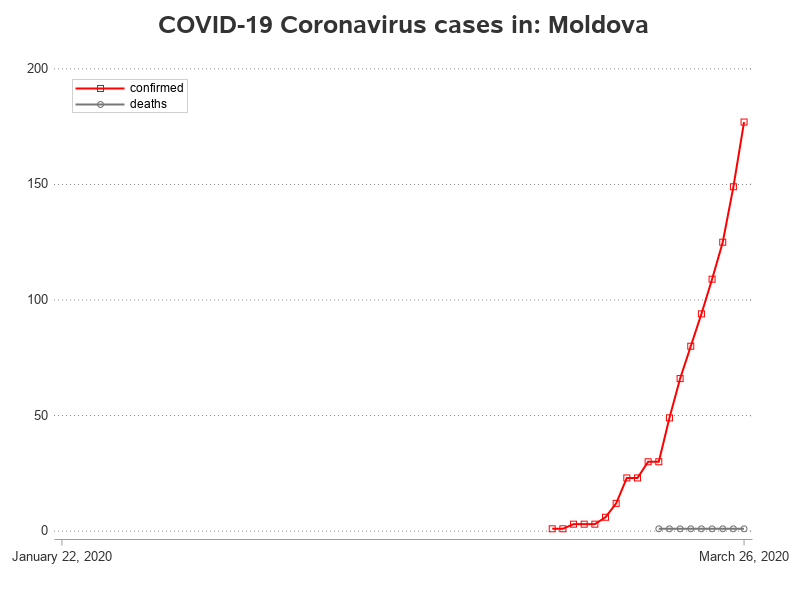 COVID-19 Coronavirus cases in: Moldova
200
confirmed
deaths
150
100
50
0
January 22, 2020
March 26, 2020